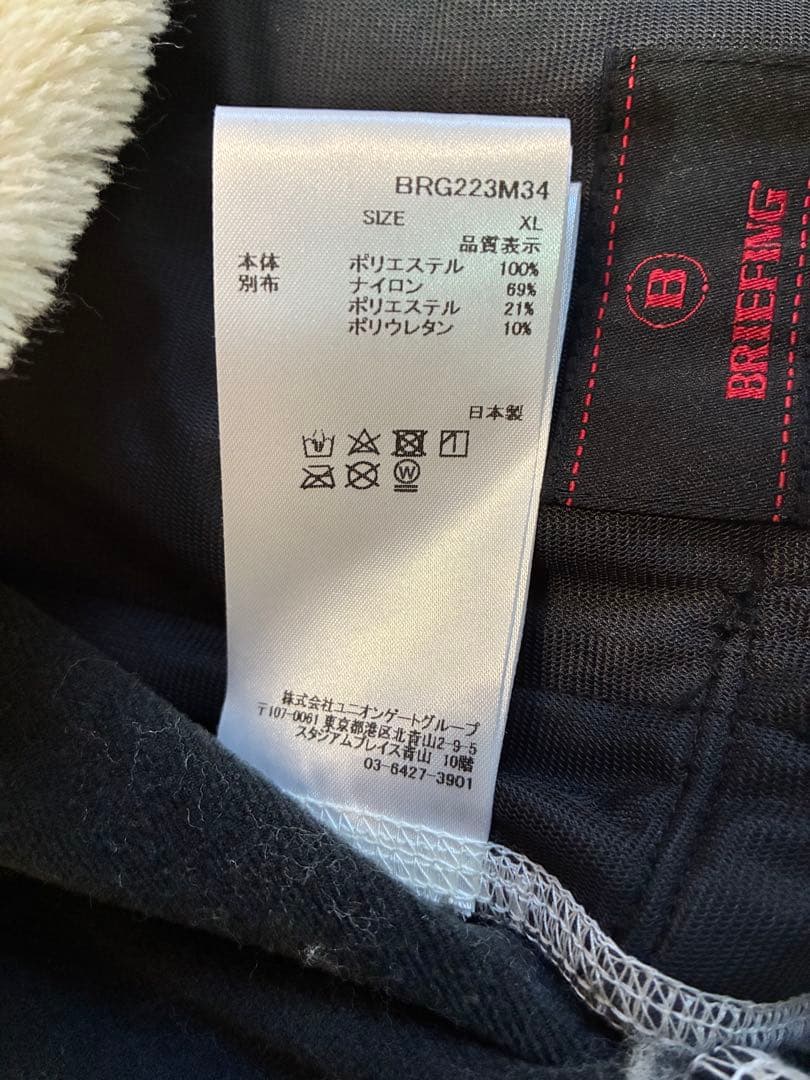 BRG223M34
SIZE XL
品質表示
本体 ポリエステル 100%
別布 ナイロン 69%
ポリエステル 21%
ポリウレタン 10%
日本製
W
株式会社ユニオンゲートグループ
〒107-0061 東京都港区北青山2-9-5
スタジアムプレイス青山 10階
03-6427-3901
B
BRIEFING